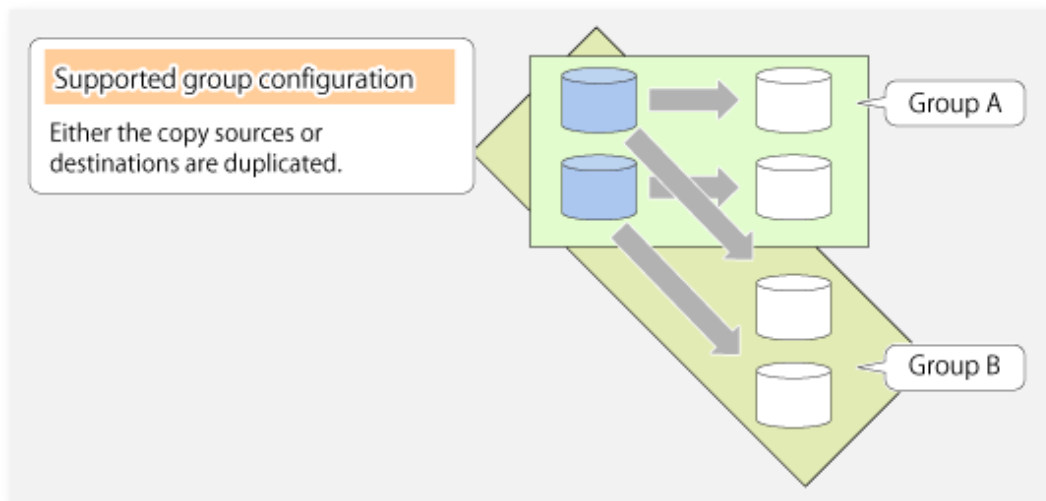 Supported group configuration
Either the copy sources or
destinations are duplicated.
Group A
Group B